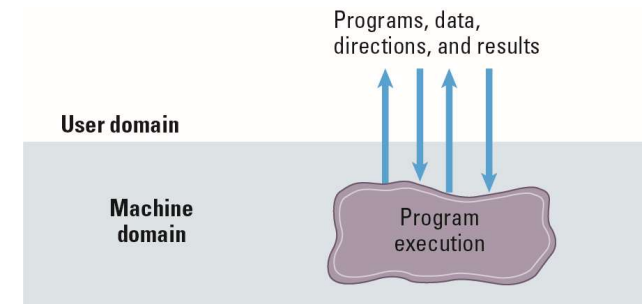 Programs, data,
directions, and results
User domain
Machine
domain
Program
execution